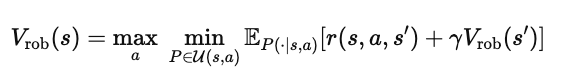 V_rob(s) = max_a min_{P∈𝒰(s,a)} 𝔼_{P(·|s,a)}[r(s, a, s′) + γV_rob(s′)]